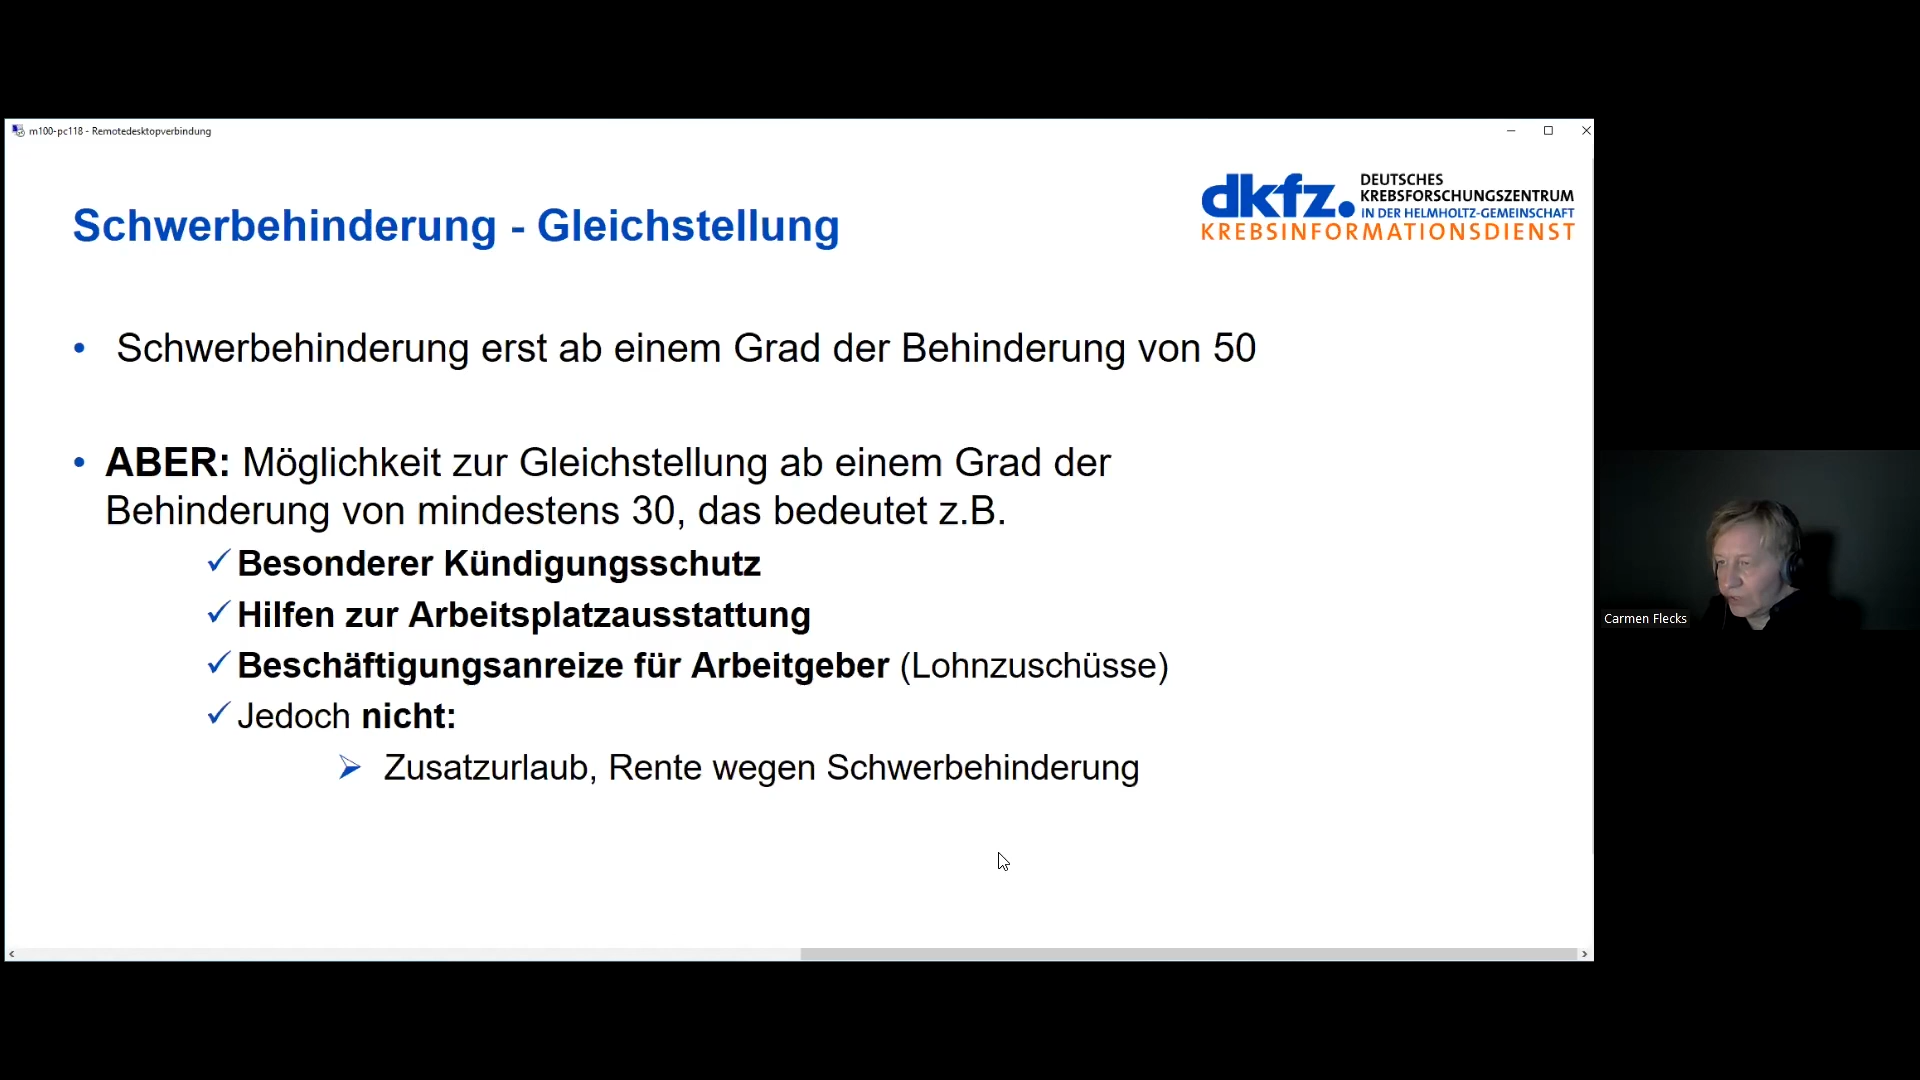 m100-pc118 - Remotedesktopverbindung
Schwerbehinderung - Gleichstellung
dkfz.
DEUTSCHES
KREBSFORSCHUNGSZENTRUM
IN DER HELMHOLTZ-GEMEINSCHAFT
KREBSINFORMATIONSDIENST
• Schwerbehinderung erst ab einem Grad der Behinderung von 50
• ABER: Möglichkeit zur Gleichstellung ab einem Grad der
Behinderung von mindestens 30, das bedeutet z.B.
✓ Besonderer Kündigungsschutz
✓ Hilfen zur Arbeitsplatzausstattung
✓ Beschäftigungsanreize für Arbeitgeber (Lohnzuschüsse)
✓ Jedoch nicht:
➢ Zusatzurlaub, Rente wegen Schwerbehinderung
Carmen Flecks